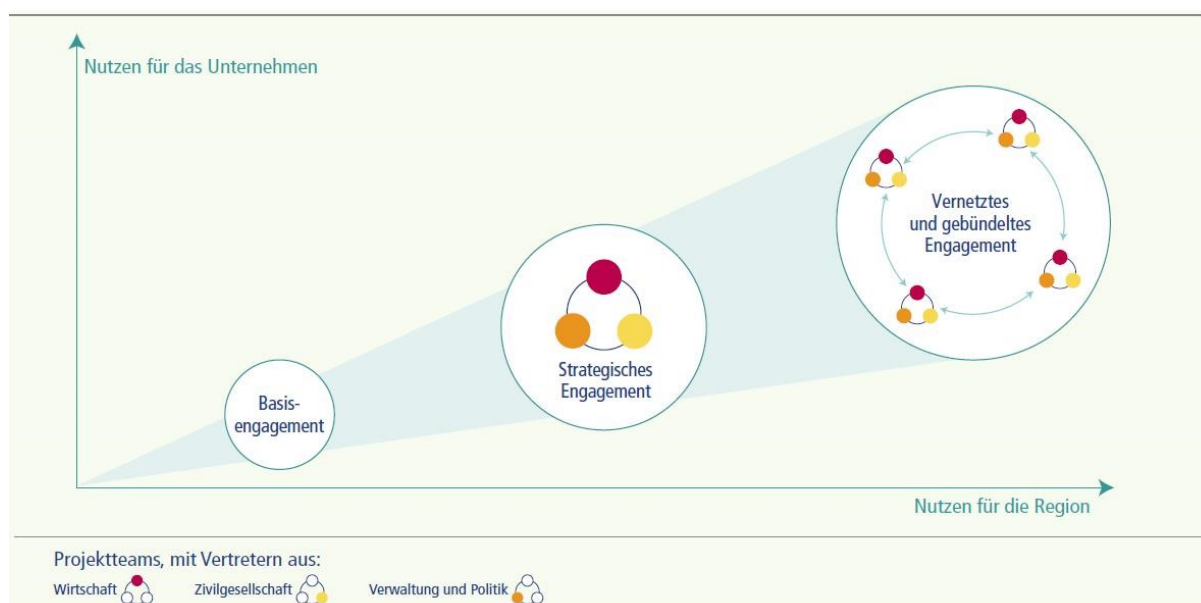 Nutzen für das Unternehmen
Vernetztes
und gebündeltes
Engagement
Strategisches
Engagement
Basis-
engagement
Nutzen für die Region
Projektteams, mit Vertretern aus:
Wirtschaft Zivilgesellschaft Verwaltung und Politik